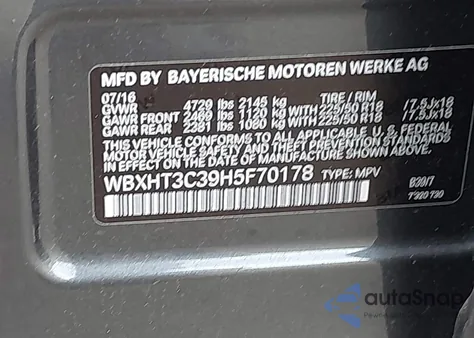 MFD BY BAYERISCHE MOTOREN WERKE AG
07/16 TIRE / RIM
GVWR 4729 lbs 2145 kg
GAWR FRONT 2469 lbs 1120 kg WITH 225/50 R18 /7.5Jx18
GAWR REAR 2381 lbs 1080 kg WITH 225/50 R18 /7.5Jx18
THIS VEHICLE CONFORMS TO ALL APPLICABLE U. S. FEDERAL
MOTOR VEHICLE SAFETY STANDARDS
IN EFFECT ON THE DATE OF MANUFACTURE SHOWN ABOVE.
WBXHT3C39H5F70178 TYPE: MPV
autoSnap